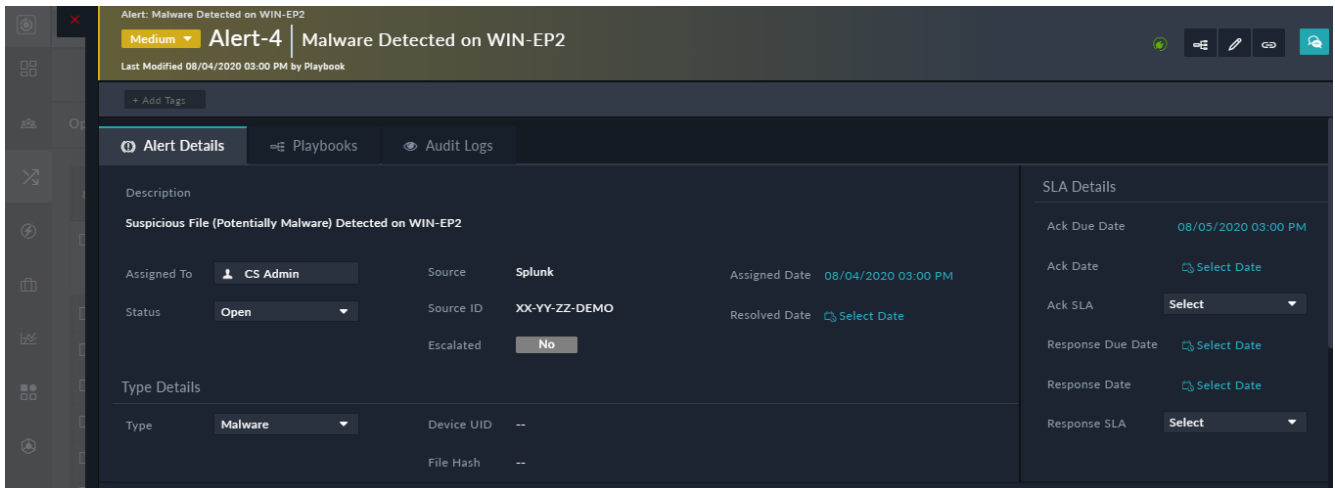 Alert: Malware Detected on WIN-EP2
Medium Alert-4 Malware Detected on WIN-EP2
Last Modified 08/04/2020 03:00 PM by Playbook
+ Add Tags
Alert Details Playbooks Audit Logs
Description
Suspicious File (Potentially Malware) Detected on WIN-EP2
Assigned To CS Admin
Status Open
Source Splunk
Source ID XX-YY-ZZ-DEMO
Escalated No
Assigned Date 08/04/2020 03:00 PM
Resolved Date Select Date
Type Details
Type Malware
Device UID --
File Hash --
SLA Details
Ack Due Date 08/05/2020 03:00 PM
Ack Date Select Date
Ack SLA Select
Response Due Date Select Date
Response Date Select Date
Response SLA Select